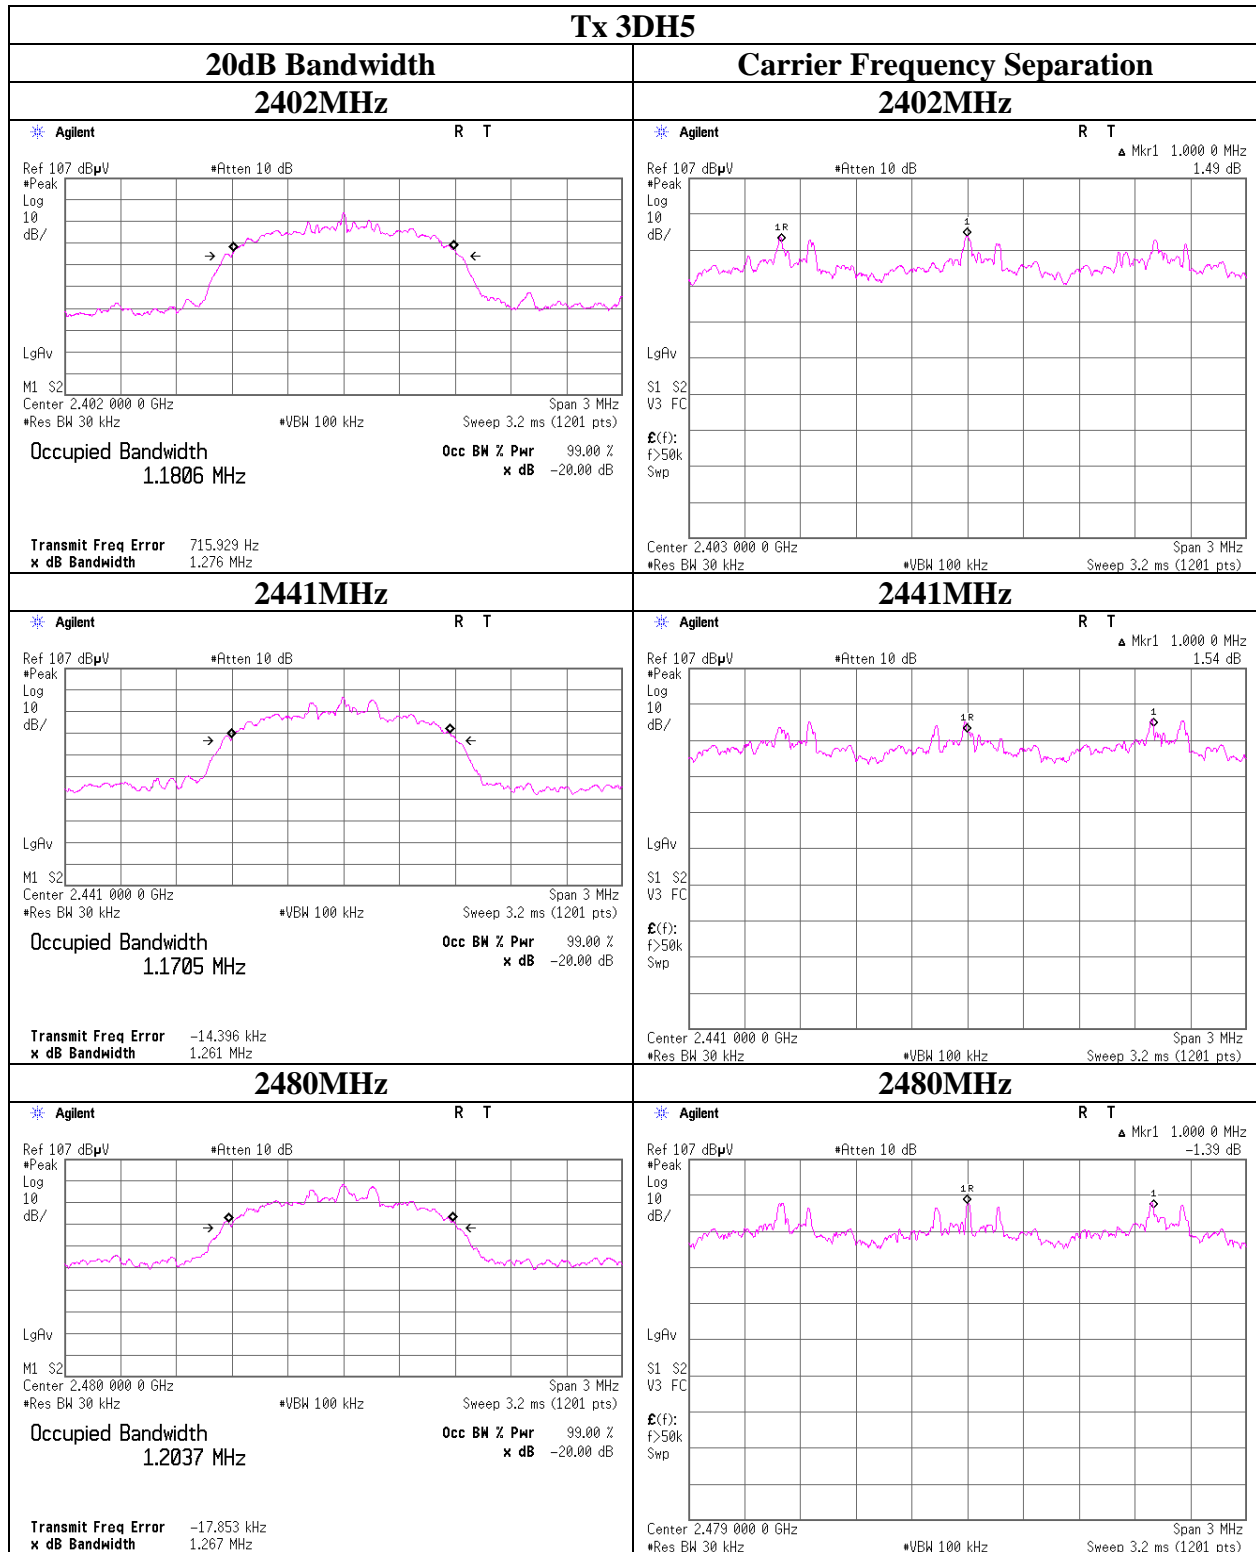 Tx 3DH5
20dB Bandwidth
Carrier Frequency Separation
2402MHz
2402MHz
Agilent
R T
Ref 107 dBµV
#Atten 10 dB
#Peak
Log
10
dB/
LgAv
M1 S2
Center 2.402 000 0 GHz
Span 3 MHz
#Res BW 30 kHz
#VBW 100 kHz
Sweep 3.2 ms (1201 pts)
Occupied Bandwidth
1.1806 MHz
Occ BW % Pwr 99.00 %
x dB -20.00 dB
Transmit Freq Error 715.929 Hz
x dB Bandwidth 1.276 MHz
Agilent
R T
Δ Mkr1 1.000 0 MHz
Ref 107 dBµV
#Atten 10 dB
1.49 dB
#Peak
Log
10
dB/
1R
1
LgAv
S1 S2
V3 FC
£(f):
f>50k
Swp
Center 2.403 000 0 GHz
Span 3 MHz
#Res BW 30 kHz
#VBW 100 kHz
Sweep 3.2 ms (1201 pts)
2441MHz
2441MHz
Agilent
R T
Ref 107 dBµV
#Atten 10 dB
#Peak
Log
10
dB/
LgAv
M1 S2
Center 2.441 000 0 GHz
Span 3 MHz
#Res BW 30 kHz
#VBW 100 kHz
Sweep 3.2 ms (1201 pts)
Occupied Bandwidth
1.1705 MHz
Occ BW % Pwr 99.00 %
x dB -20.00 dB
Transmit Freq Error -14.396 kHz
x dB Bandwidth 1.261 MHz
Agilent
R T
Δ Mkr1 1.000 0 MHz
Ref 107 dBµV
#Atten 10 dB
1.54 dB
#Peak
Log
10
dB/
1R
1
LgAv
S1 S2
V3 FC
£(f):
f>50k
Swp
Center 2.441 000 0 GHz
Span 3 MHz
#Res BW 30 kHz
#VBW 100 kHz
Sweep 3.2 ms (1201 pts)
2480MHz
2480MHz
Agilent
R T
Ref 107 dBµV
#Atten 10 dB
#Peak
Log
10
dB/
LgAv
M1 S2
Center 2.480 000 0 GHz
Span 3 MHz
#Res BW 30 kHz
#VBW 100 kHz
Sweep 3.2 ms (1201 pts)
Occupied Bandwidth
1.2037 MHz
Occ BW % Pwr 99.00 %
x dB -20.00 dB
Transmit Freq Error -17.853 kHz
x dB Bandwidth 1.267 MHz
Agilent
R T
Δ Mkr1 1.000 0 MHz
Ref 107 dBµV
#Atten 10 dB
-1.39 dB
#Peak
Log
10
dB/
1R
1
LgAv
S1 S2
V3 FC
£(f):
f>50k
Swp
Center 2.479 000 0 GHz
Span 3 MHz
#Res BW 30 kHz
#VBW 100 kHz
Sweep 3.2 ms (1201 pts)